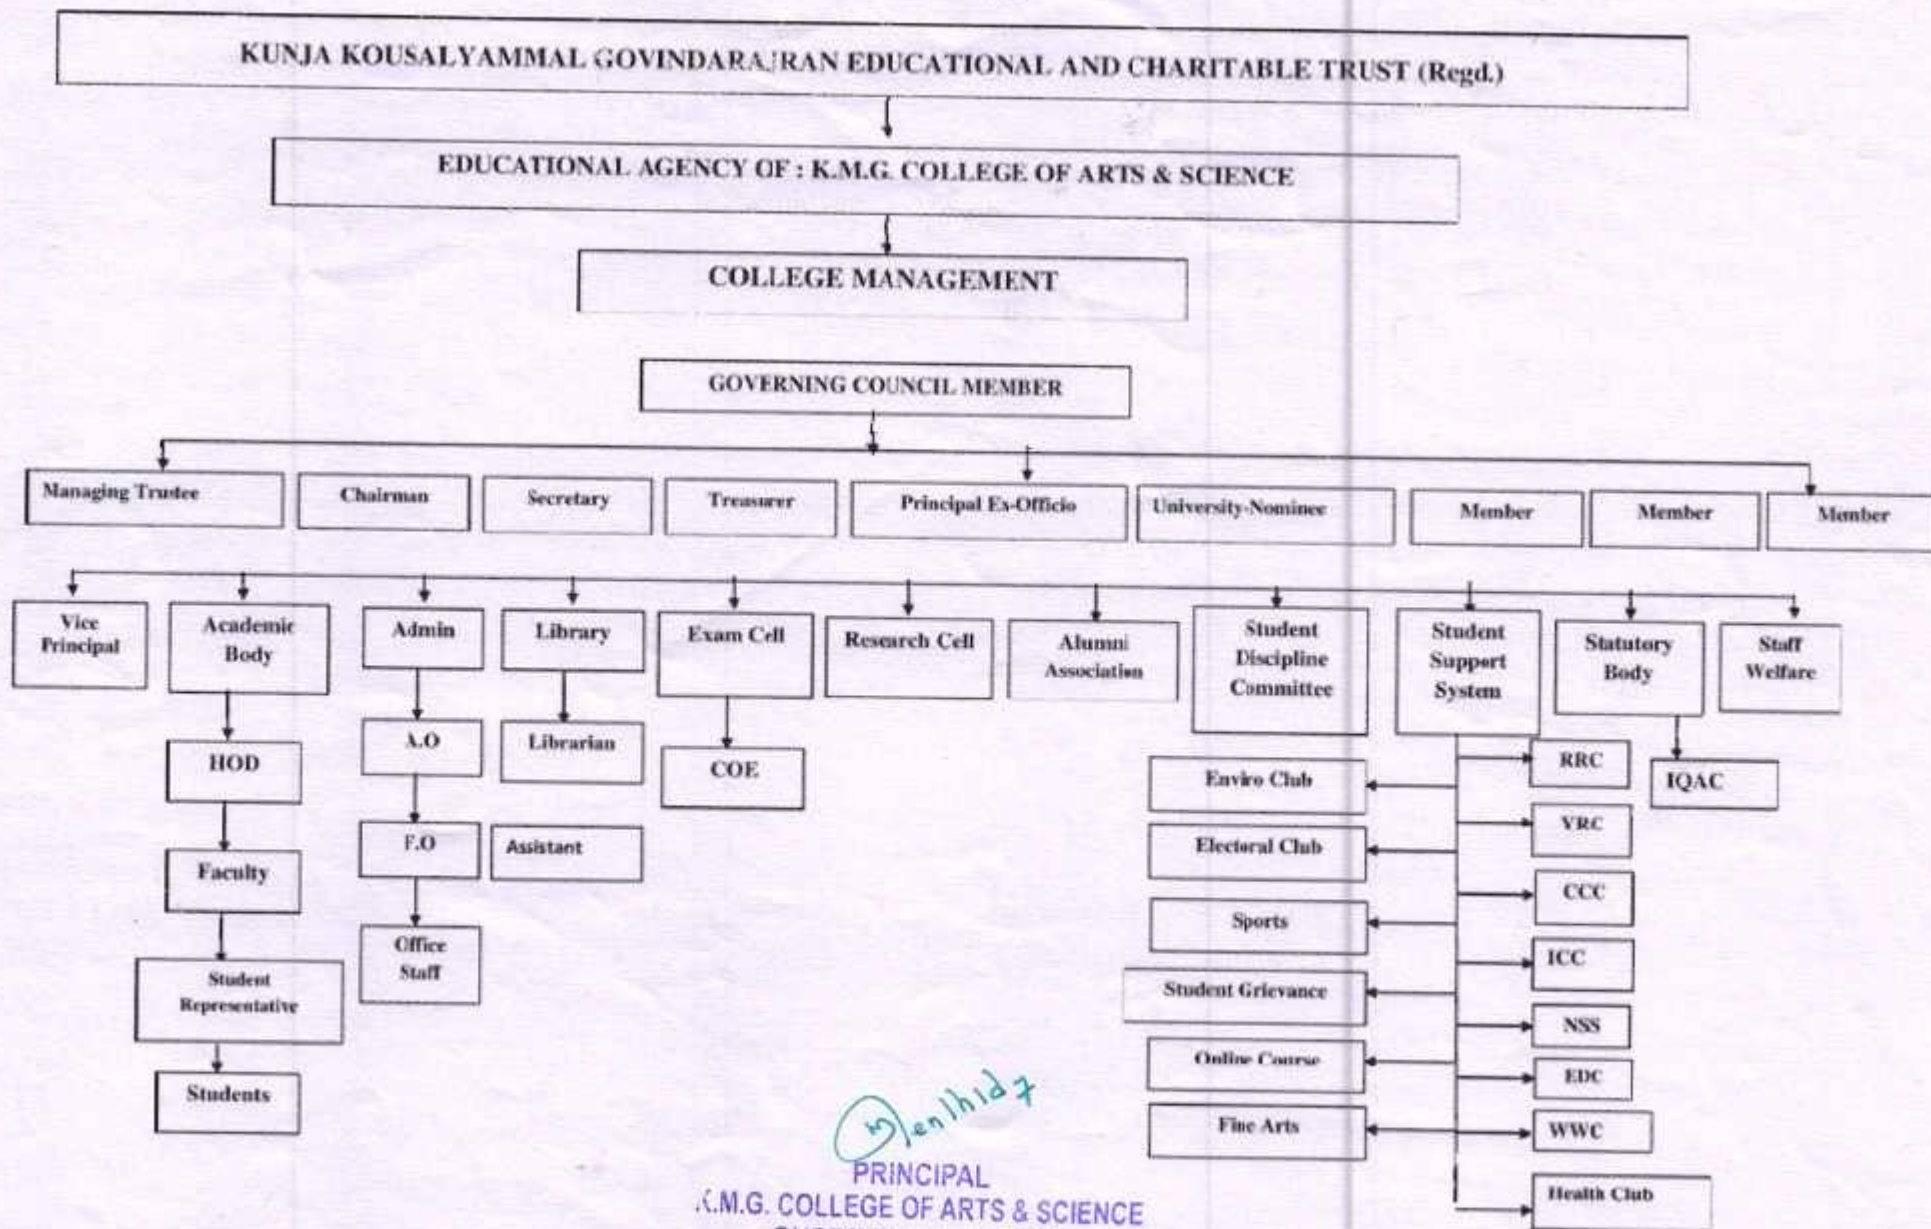 KUNJA KOUSALYAMMAL GOVINDARAJRAN EDUCATIONAL AND CHARITABLE TRUST (Regd.)
EDUCATIONAL AGENCY OF : K.M.G. COLLEGE OF ARTS & SCIENCE
COLLEGE MANAGEMENT
GOVERNING COUNCIL MEMBER
Managing Trustee
Chairman
Secretary
Treasurer
Principal Ex-Officio
University-Nominee
Member
Member
Member
Vice
Principal
Academic
Body
Admin
Library
Exam Cell
Research Cell
Alumni
Association
Student
Discipline
Committee
Student
Support
System
Statutory
Body
Staff
Welfare
HOD
A.O
Librarian
COE
Enviro Club
RRC
IQAC
Faculty
F.O
Assistant
Electoral Club
VRC
Sports
CCC
Office
Staff
Student
Representative
Student Grievance
ICC
NSS
Students
Online Course
EDC
Fine Arts
WWC
Health Club
PRINCIPAL
K.M.G. COLLEGE OF ARTS & SCIENCE